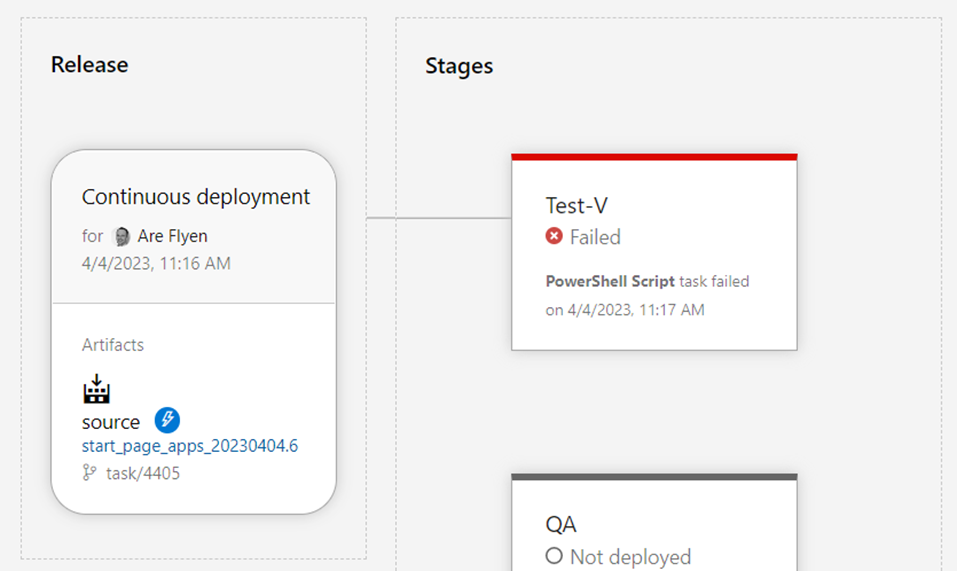 Release
Continuous deployment
for Are Flyen
4/4/2023, 11:16 AM
Artifacts
source
start_page_apps_20230404.6
task/4405
Stages
Test-V
Failed
PowerShell Script task failed
on 4/4/2023, 11:17 AM
QA
Not deployed